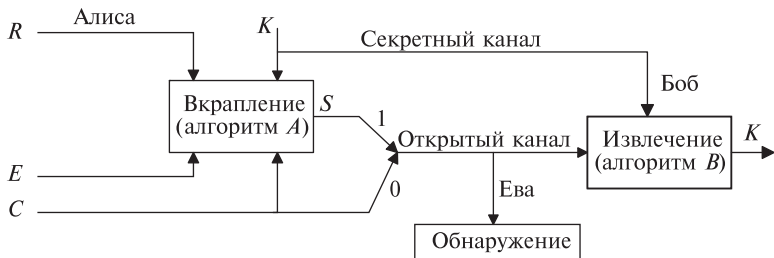 Алиса
R
K
Секретный канал
Боб
Вкрапление
(алгоритм A)
S
1
Открытый канал
Извлечение
(алгоритм B)
K
E
0
Ева
C
Обнаружение